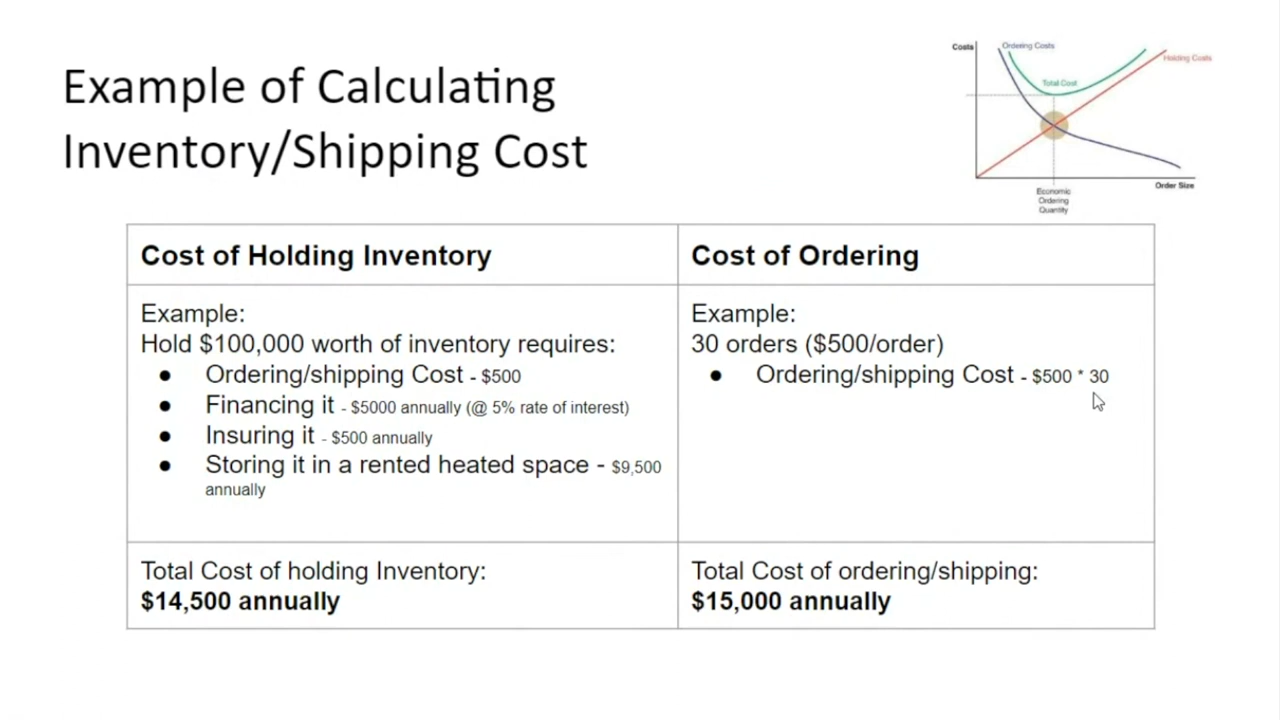 Example of Calculating
Inventory/Shipping Cost
Costs
Ordering Costs
Holding Costs
Total Cost
Order Size
Economic
Ordering
Quantity
Cost of Holding Inventory
Example:
Hold $100,000 worth of inventory requires:
● Ordering/shipping Cost - $500
● Financing it - $5000 annually (@ 5% rate of interest)
● Insuring it - $500 annually
● Storing it in a rented heated space - $9,500
annually
Total Cost of holding Inventory:
$14,500 annually
Cost of Ordering
Example:
30 orders ($500/order)
● Ordering/shipping Cost - $500 * 30
Total Cost of ordering/shipping:
$15,000 annually